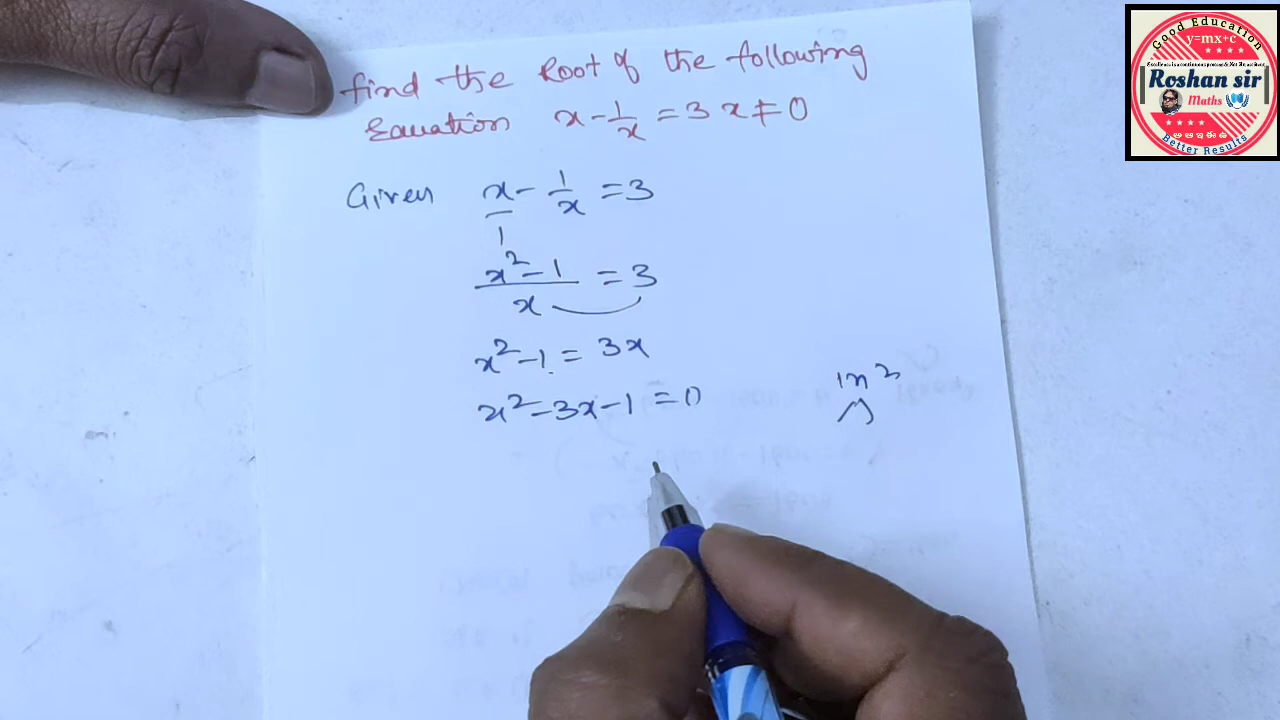 find the Root of the following
Equation x - 1/x = 3 x ≠ 0
Given x/1 - 1/x = 3
x² - 1 / x = 3
x² - 1 = 3x
x² - 3x - 1 = 0
Good Education
y=mx+c
Roshan sir
Maths
Better Results